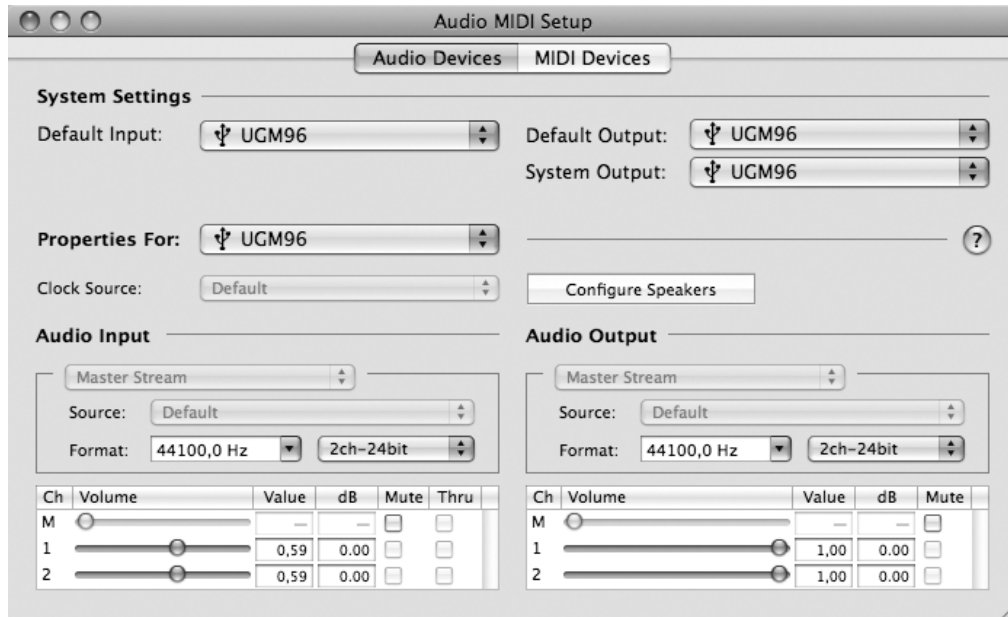 Audio MIDI Setup
Audio Devices MIDI Devices
System Settings
Default Input: UGM96
Default Output: UGM96
System Output: UGM96
Properties For: UGM96 ?
Clock Source: Default
Configure Speakers
Audio Input
Master Stream
Source: Default
Format: 44100,0 Hz 2ch-24bit
Ch Volume Value dB Mute Thru
M — —
1 0,59 0.00
2 0,59 0.00
Audio Output
Master Stream
Source: Default
Format: 44100,0 Hz 2ch-24bit
Ch Volume Value dB Mute
M — —
1 1,00 0.00
2 1,00 0.00